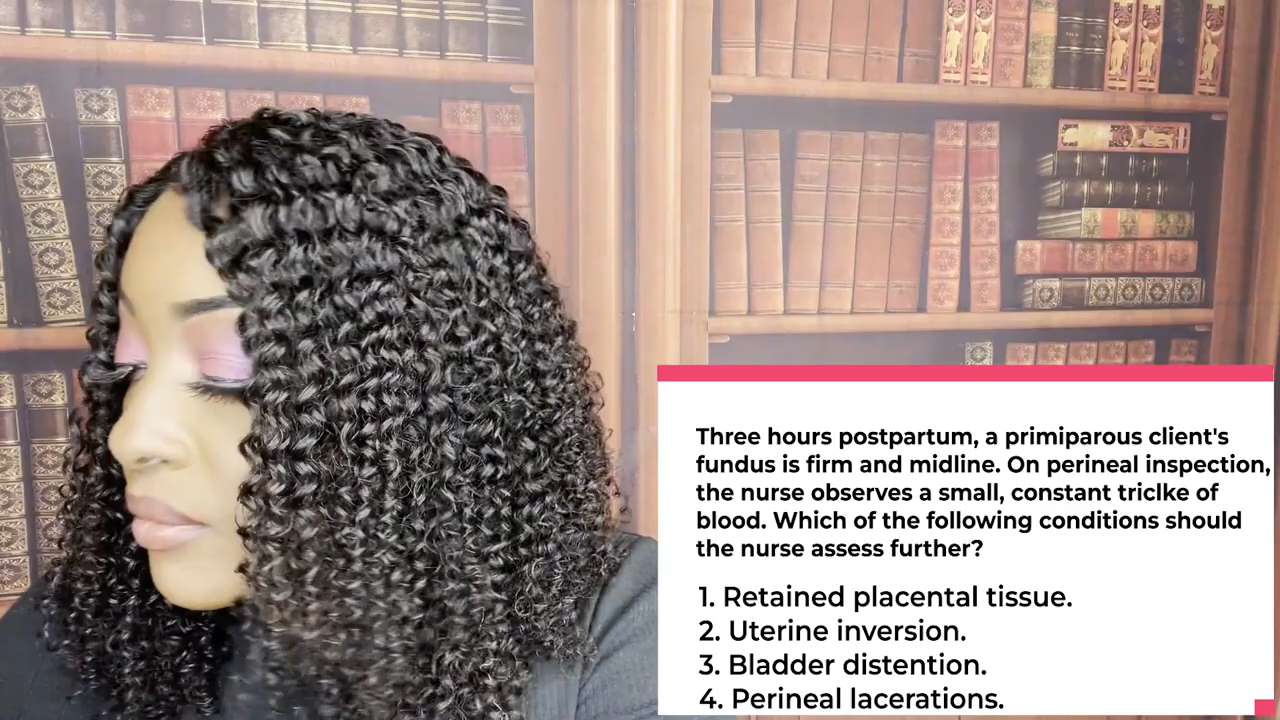 Three hours postpartum, a primiparous client's
fundus is firm and midline. On perineal inspection,
the nurse observes a small, constant triclke of
blood. Which of the following conditions should
the nurse assess further?
1. Retained placental tissue.
2. Uterine inversion.
3. Bladder distention.
4. Perineal lacerations.